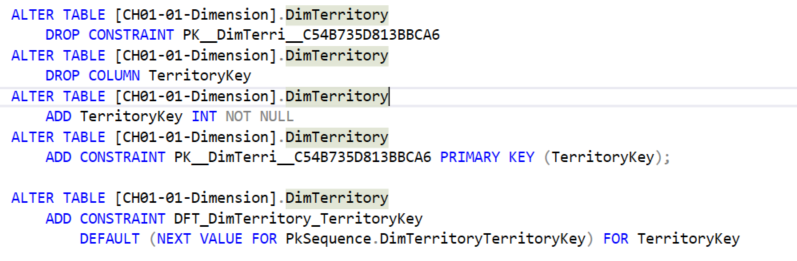 ALTER TABLE [CH01-01-Dimension].DimTerritory
    DROP CONSTRAINT PK__DimTerri__C54B735D813BBCA6
ALTER TABLE [CH01-01-Dimension].DimTerritory
    DROP COLUMN TerritoryKey
ALTER TABLE [CH01-01-Dimension].DimTerritory
    ADD TerritoryKey INT NOT NULL
ALTER TABLE [CH01-01-Dimension].DimTerritory
    ADD CONSTRAINT PK__DimTerri__C54B735D813BBCA6 PRIMARY KEY (TerritoryKey);
ALTER TABLE [CH01-01-Dimension].DimTerritory
    ADD CONSTRAINT DFT_DimTerritory_TerritoryKey
        DEFAULT (NEXT VALUE FOR PkSequence.DimTerritoryTerritoryKey) FOR TerritoryKey